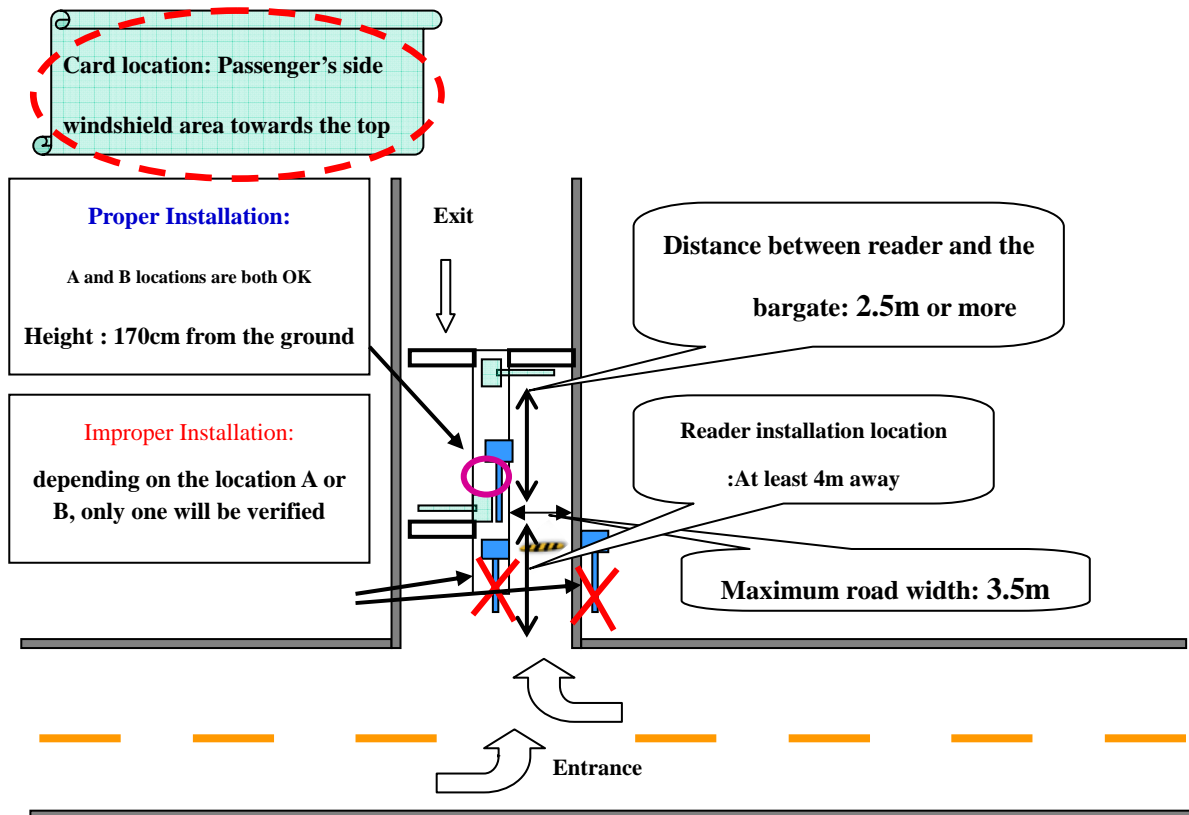 Card location: Passenger's side
windshield area towards the top
Proper Installation:
A and B locations are both OK
Height : 170cm from the ground
Improper Installation:
depending on the location A or
B, only one will be verified
Exit
Distance between reader and the
bargate: 2.5m or more
Reader installation location
:At least 4m away
Maximum road width: 3.5m
Entrance